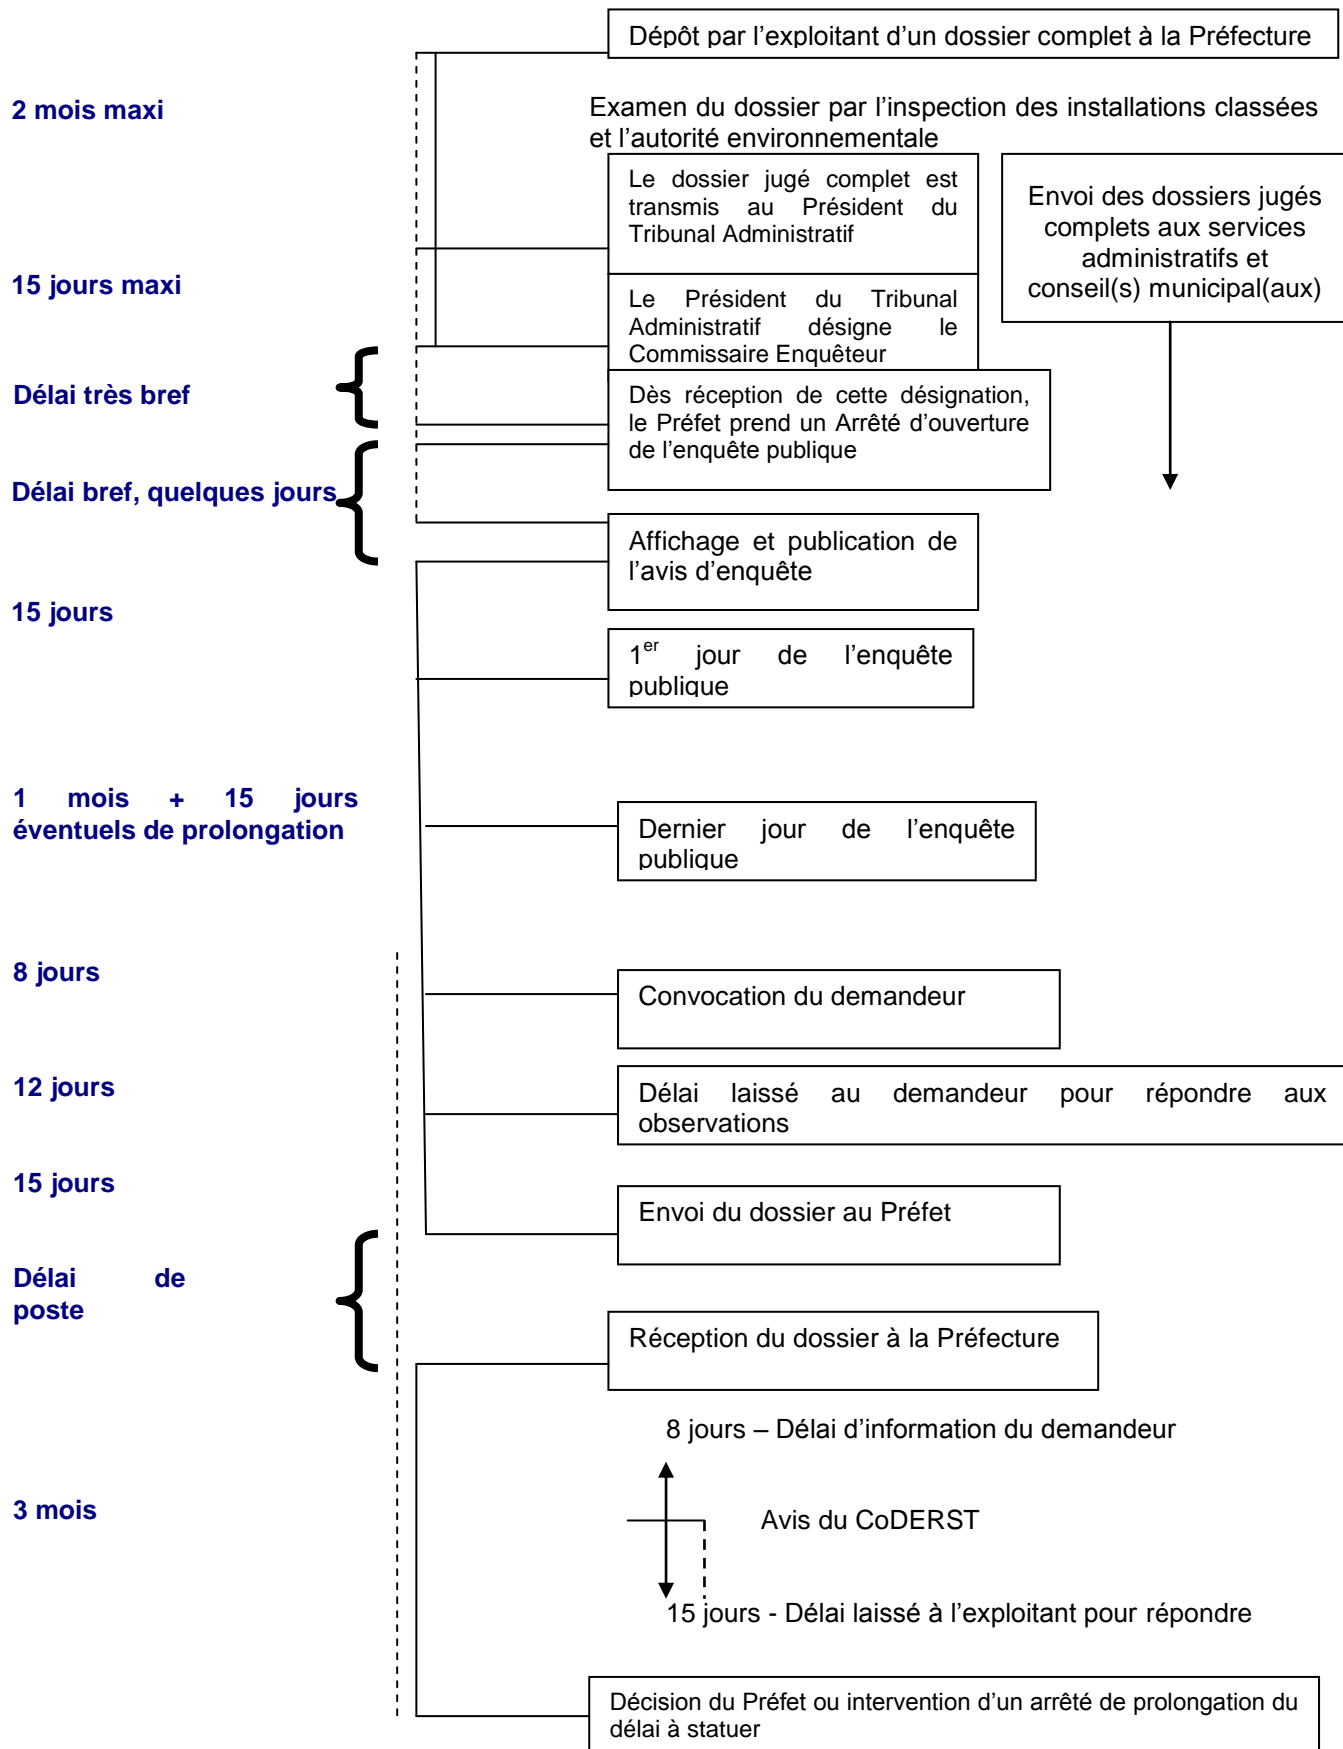 Dépôt par l’exploitant d’un dossier complet à la Préfecture
2 mois maxi
Examen du dossier par l’inspection des installations classées
et l’autorité environnementale
Le dossier jugé complet est
transmis au Président du
Tribunal Administratif
Envoi des dossiers jugés
complets aux services
administratifs et
conseil(s) municipal(aux)
15 jours maxi
Le Président du Tribunal
Administratif désigne le
Commissaire Enquêteur
Délai très bref
Dès réception de cette désignation,
le Préfet prend un Arrêté d’ouverture
de l’enquête publique
Délai bref, quelques jours
Affichage et publication de
l’avis d’enquête
15 jours
1er jour de l’enquête
publique
1 mois + 15 jours
éventuels de prolongation
Dernier jour de l’enquête
publique
8 jours
Convocation du demandeur
12 jours
Délai laissé au demandeur pour répondre aux
observations
15 jours
Envoi du dossier au Préfet
Délai de
poste
Réception du dossier à la Préfecture
8 jours – Délai d’information du demandeur
3 mois
Avis du CoDERST
15 jours - Délai laissé à l’exploitant pour répondre
Décision du Préfet ou intervention d’un arrêté de prolongation du
délai à statuer